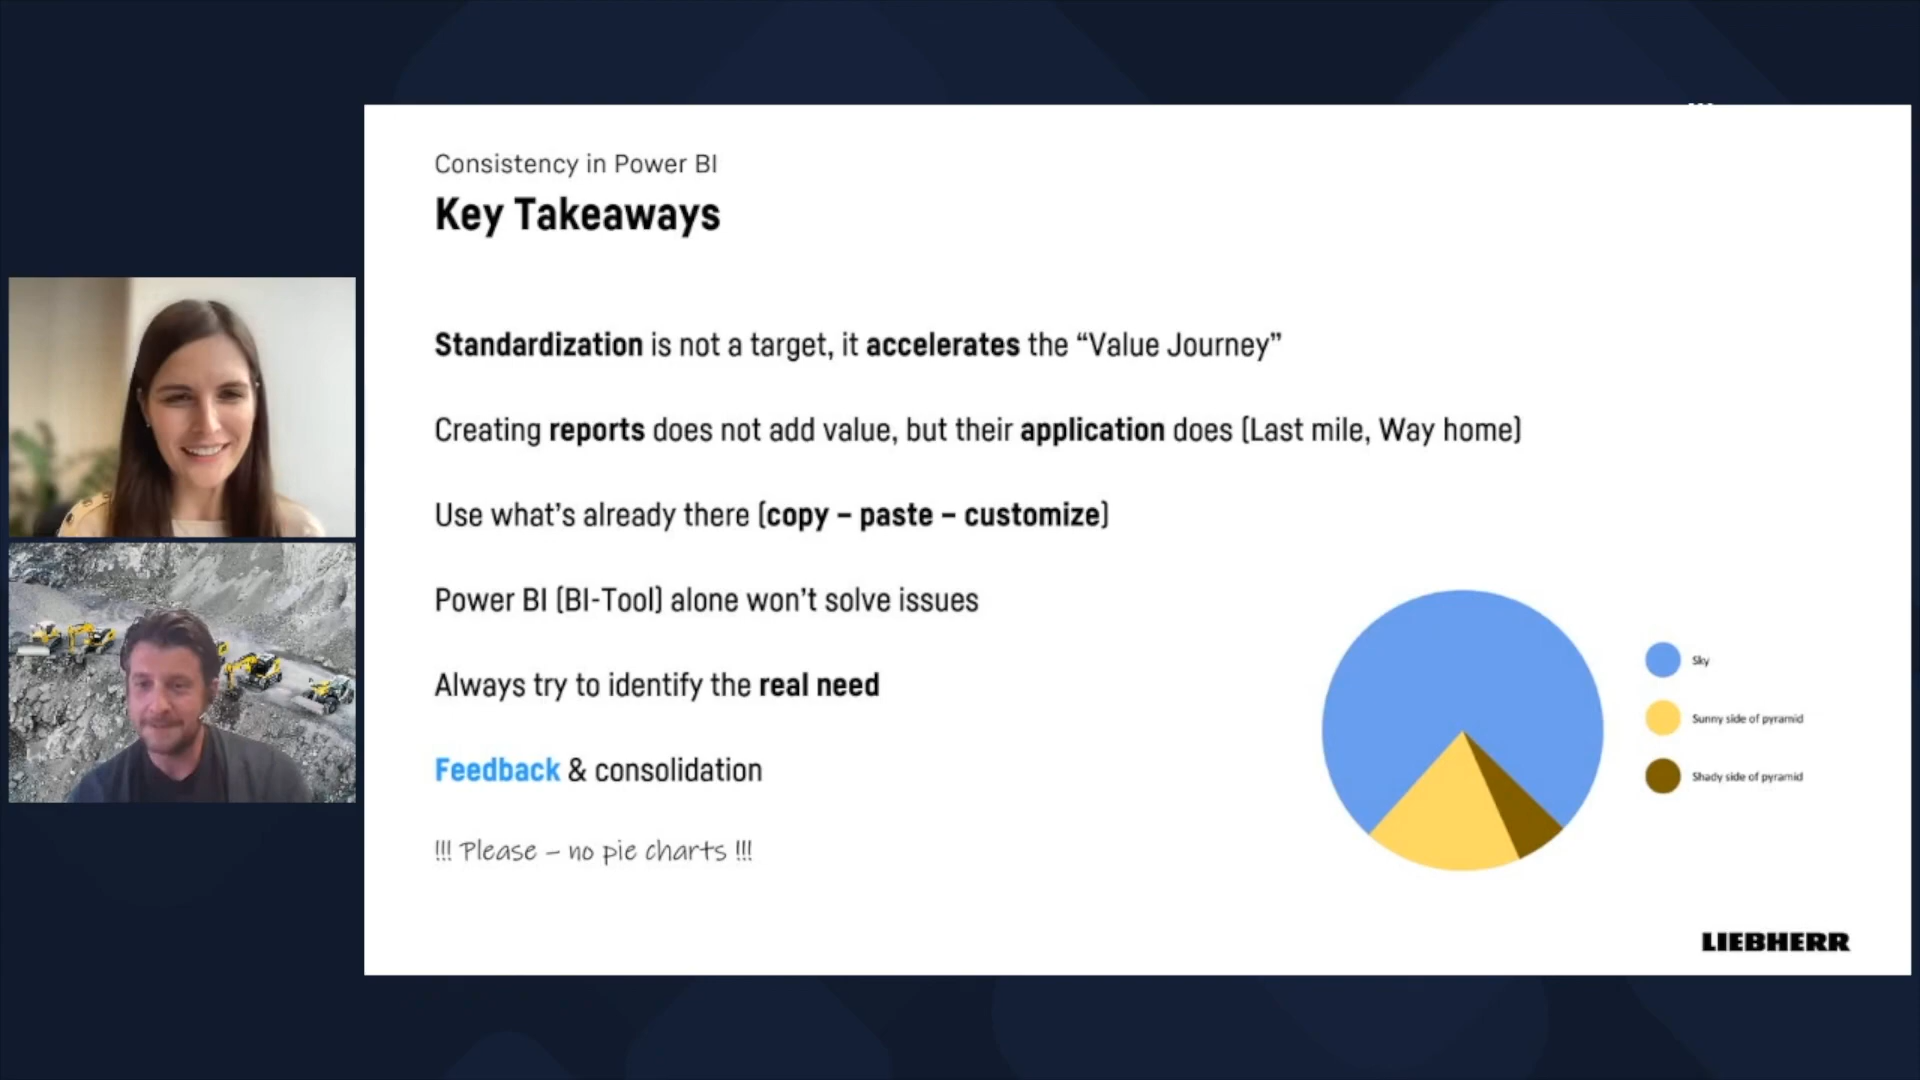 Consistency in Power BI
Key Takeaways
Standardization is not a target, it accelerates the “Value Journey”
Creating reports does not add value, but their application does (Last mile, Way home)
Use what’s already there (copy – paste – customize)
Power BI (BI-Tool) alone won’t solve issues
Always try to identify the real need
Feedback & consolidation
!!! Please – no pie charts !!!
Sky
Sunny side of pyramid
Shady side of pyramid
LIEBHERR